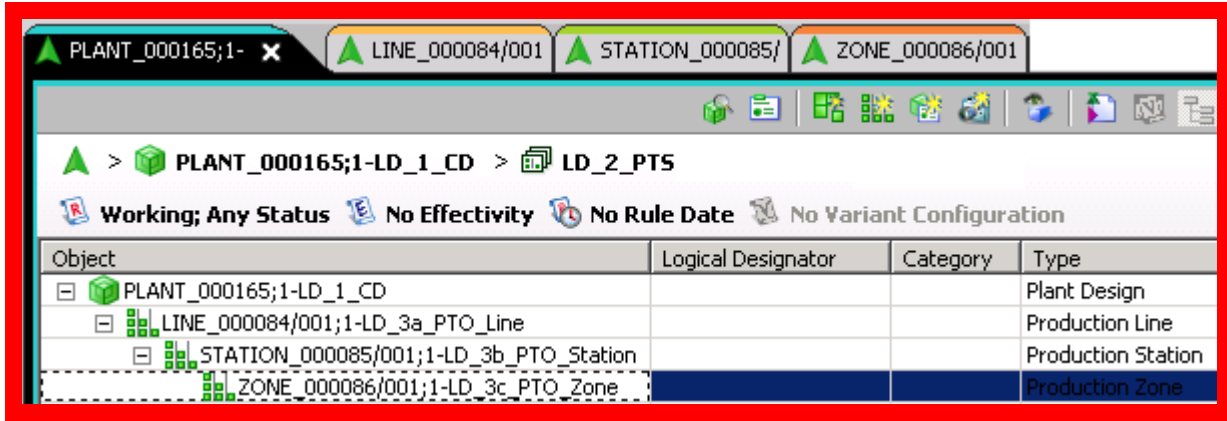 PLANT_000165;1- LINE_000084/001 STATION_000085/ ZONE_000086/001
> PLANT_000165;1-LD_1_CD > LD_2_PTS
Working; Any Status No Effectivity No Rule Date No Variant Configuration
Object Logical Designator Category Type
PLANT_000165;1-LD_1_CD Plant Design
LINE_000084/001;1-LD_3a_PTO_Line Production Line
STATION_000085/001;1-LD_3b_PTO_Station Production Station
ZONE_000086/001;1-LD_3c_PTO_Zone Production Zone